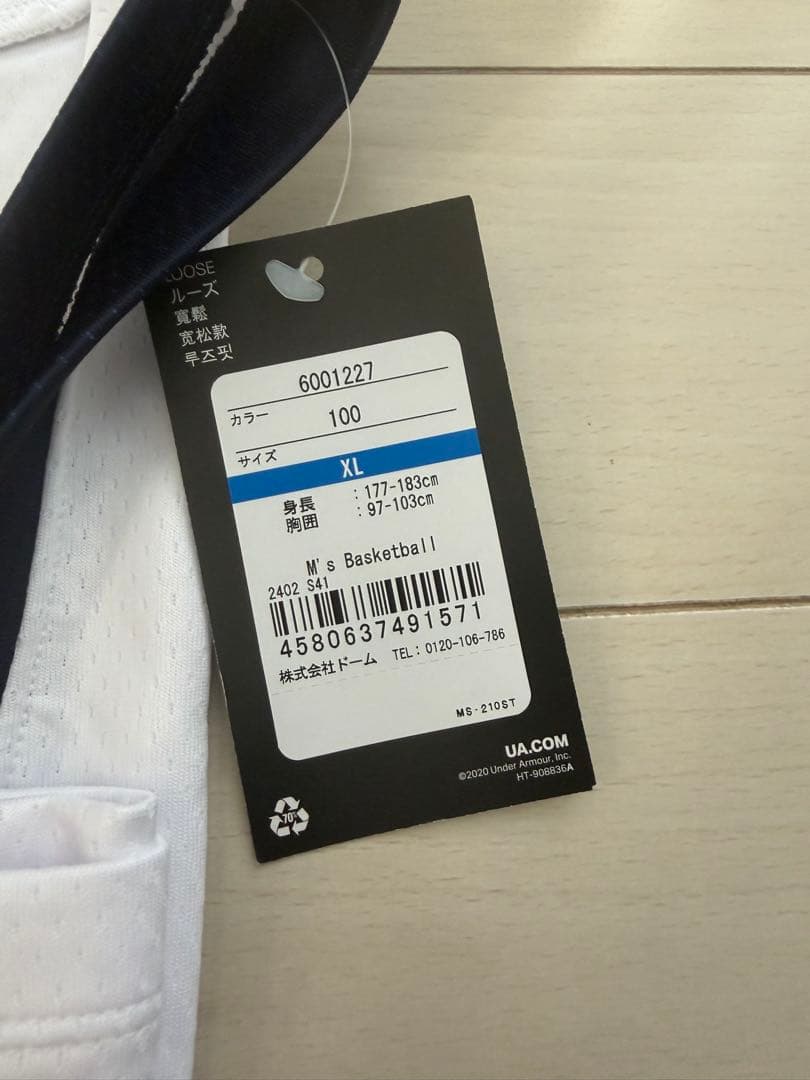 LOOSE
ルーズ
寬鬆
宽松款
루즈핏
6001227
カラー 100
サイズ
XL
身長 : 177-183cm
胸囲 : 97-103cm
M's Basketball
2402 S41
4580637491571
株式会社ドーム TEL: 0120-106-786
MS-210ST
UA.COM
©2020 Under Armour, Inc.
HT-908836A
70%